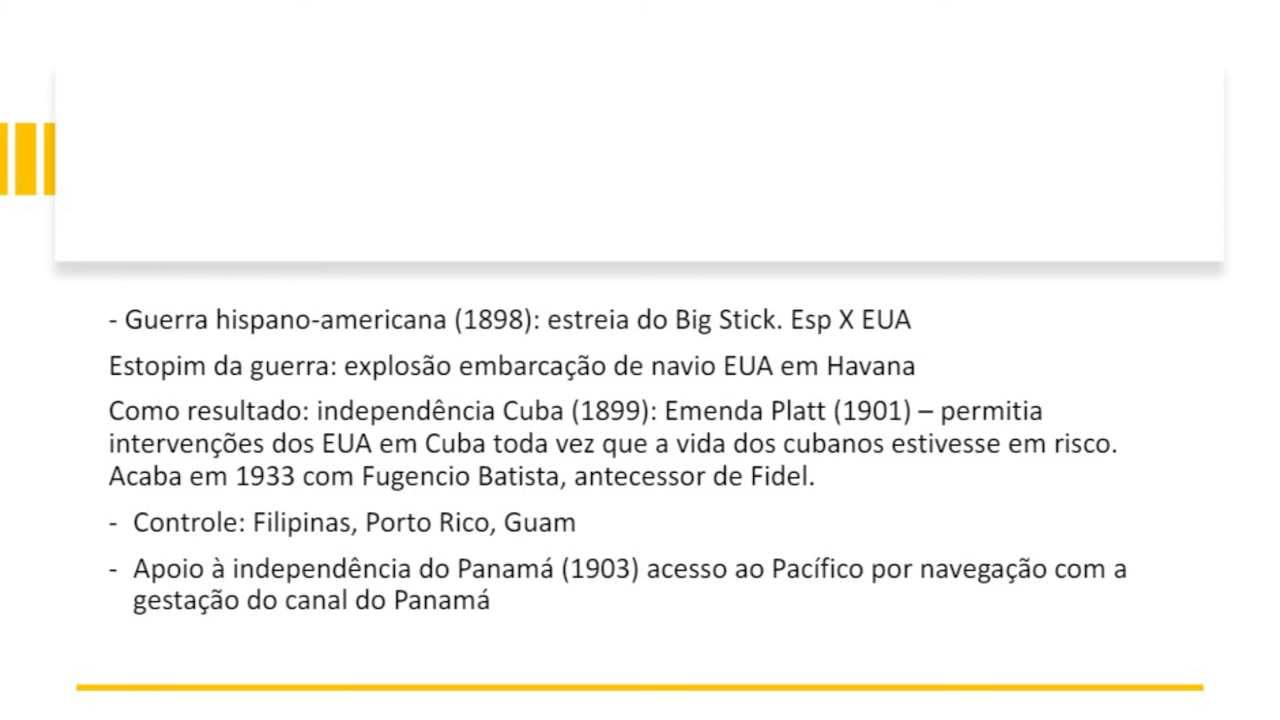 - Guerra hispano-americana (1898): estreia do Big Stick. Esp X EUA
Estopim da guerra: explosão embarcação de navio EUA em Havana
Como resultado: independência Cuba (1899): Emenda Platt (1901) – permitia
intervenções dos EUA em Cuba toda vez que a vida dos cubanos estivesse em risco.
Acaba em 1933 com Fugencio Batista, antecessor de Fidel.
- Controle: Filipinas, Porto Rico, Guam
- Apoio à independência do Panamá (1903) acesso ao Pacífico por navegação com a
gestação do canal do Panamá